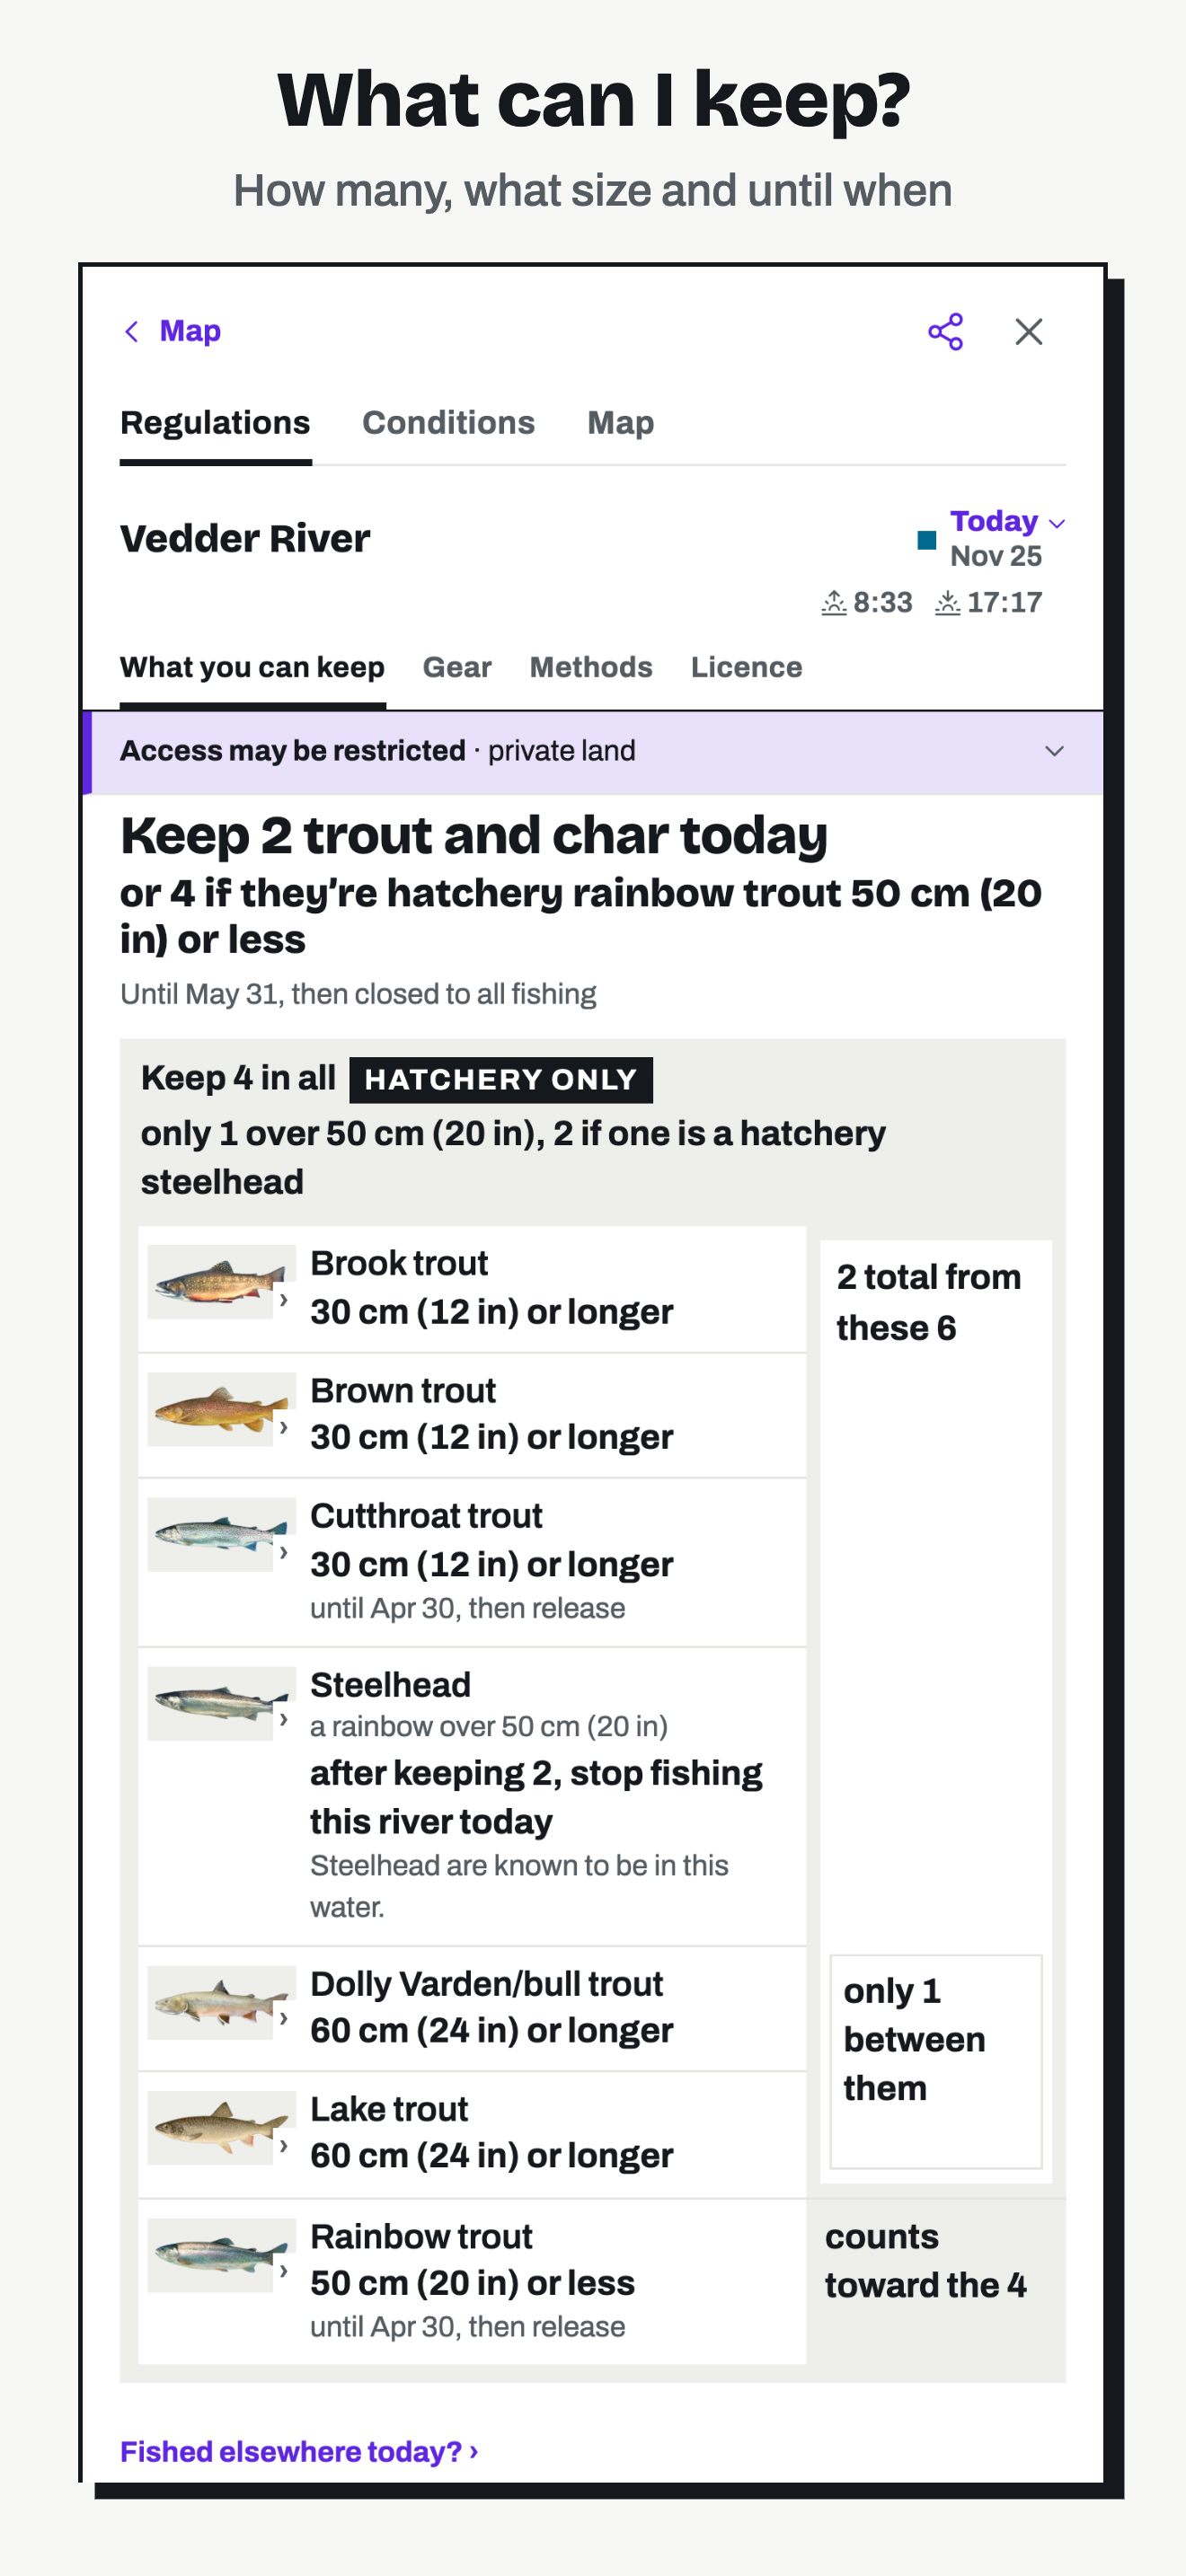 What can I keep?
How many, what size and until when
Map
Regulations Conditions Map
Vedder River
Today
Nov 25
8:33 17:17
What you can keep Gear Methods Licence
Access may be restricted · private land
Keep 2 trout and char today
or 4 if they’re hatchery rainbow trout 50 cm (20
in) or less
Until May 31, then closed to all fishing
Keep 4 in all HATCHERY ONLY
only 1 over 50 cm (20 in), 2 if one is a hatchery
steelhead
Brook trout
30 cm (12 in) or longer
2 total from
these 6
Brown trout
30 cm (12 in) or longer
Cutthroat trout
30 cm (12 in) or longer
until Apr 30, then release
Steelhead
a rainbow over 50 cm (20 in)
after keeping 2, stop fishing
this river today
Steelhead are known to be in this
water.
Dolly Varden/bull trout
60 cm (24 in) or longer
only 1
between
them
Lake trout
60 cm (24 in) or longer
Rainbow trout
50 cm (20 in) or less
until Apr 30, then release
counts
toward the 4
Fished elsewhere today? ›